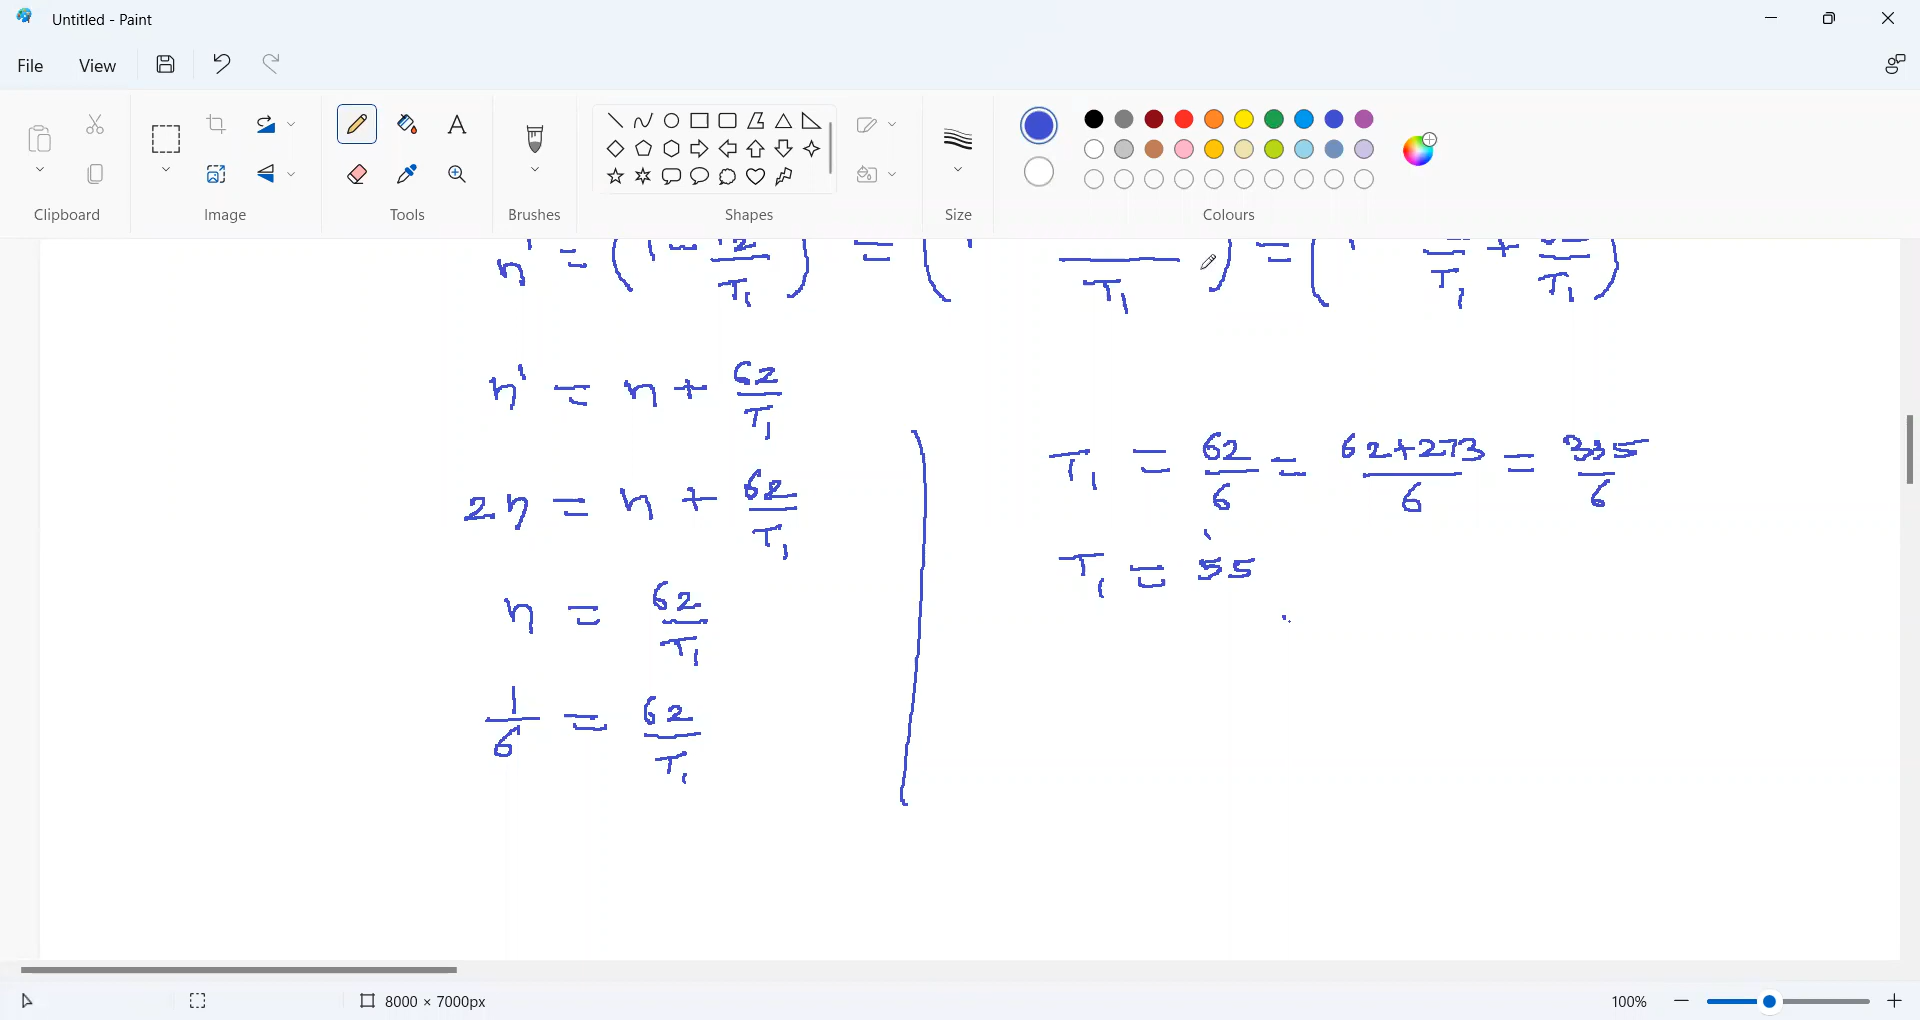 Untitled - Paint
File View
Clipboard Image Tools Brushes Shapes Size Colours
η' = η + 62/T₁
2η = η + 62/T₁
η = 62/T₁
1/6 = 62/T₁
T₁ = 62/6 = 62+273/6 = 335/6
T₁ = 55
8000 × 7000px 100%